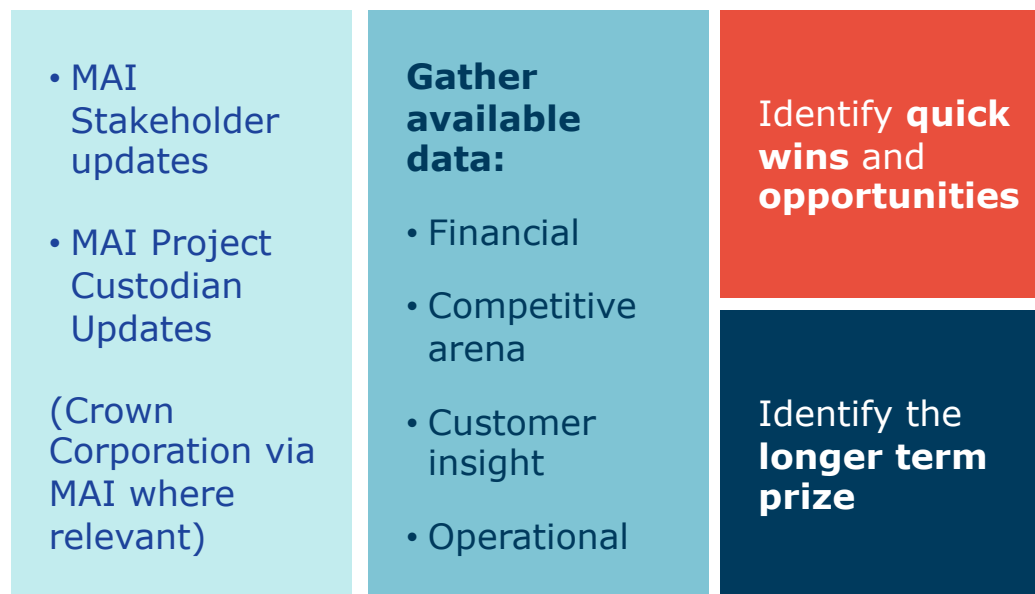 • MAI
Stakeholder
updates
• MAI Project
Custodian
Updates
(Crown
Corporation via
MAI where
relevant)
Gather
available
data:
• Financial
• Competitive
arena
• Customer
insight
• Operational
Identify quick
wins and
opportunities
Identify the
longer term
prize